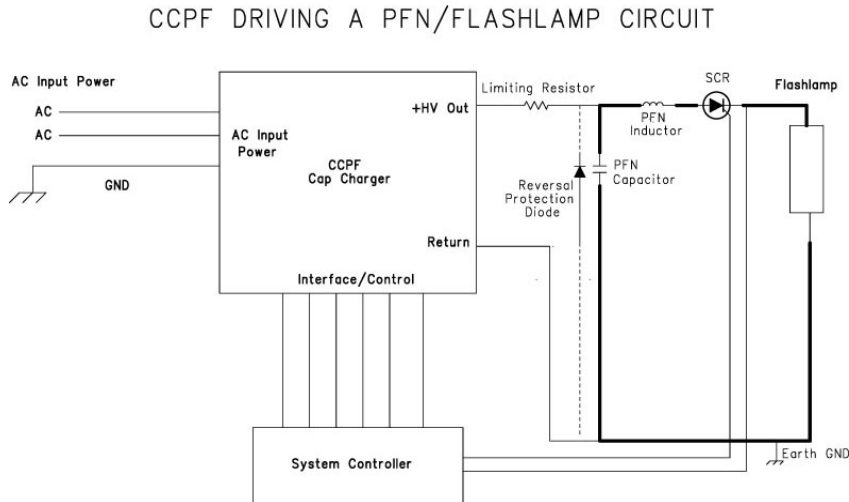 CCPF DRIVING A PFN/FLASHLAMP CIRCUIT
AC Input Power
AC
AC
GND
AC Input
Power
+HV Out
CCPF
Cap Charger
Return
Interface/Control
Limiting Resistor
SCR
Flashlamp
PFN
Inductor
PFN
Capacitor
Reversal
Protection
Diode
System Controller
Earth GND